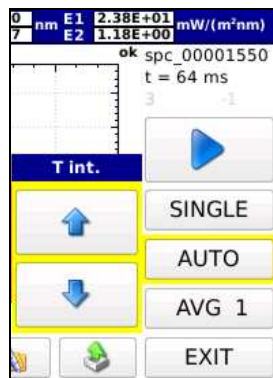 0 nm E1 2.38E+01 mW/(m²nm)
7 E2 1.18E+00
ok spc_00001550
t = 64 ms
3 -1
T int.
SINGLE
AUTO
AVG 1
EXIT